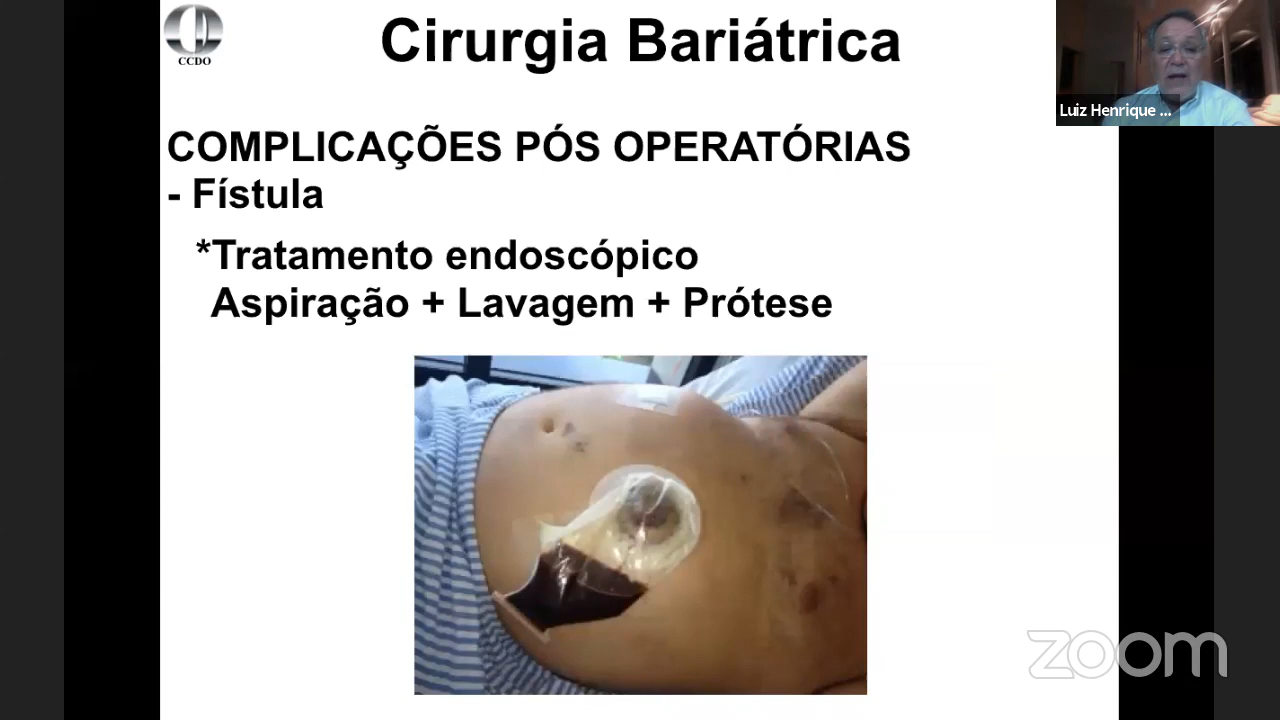 CCDO
Cirurgia Bariátrica
Luiz Henrique ...
COMPLICAÇÕES PÓS OPERATÓRIAS
- Fístula
*Tratamento endoscópico
Aspiração + Lavagem + Prótese
zoom